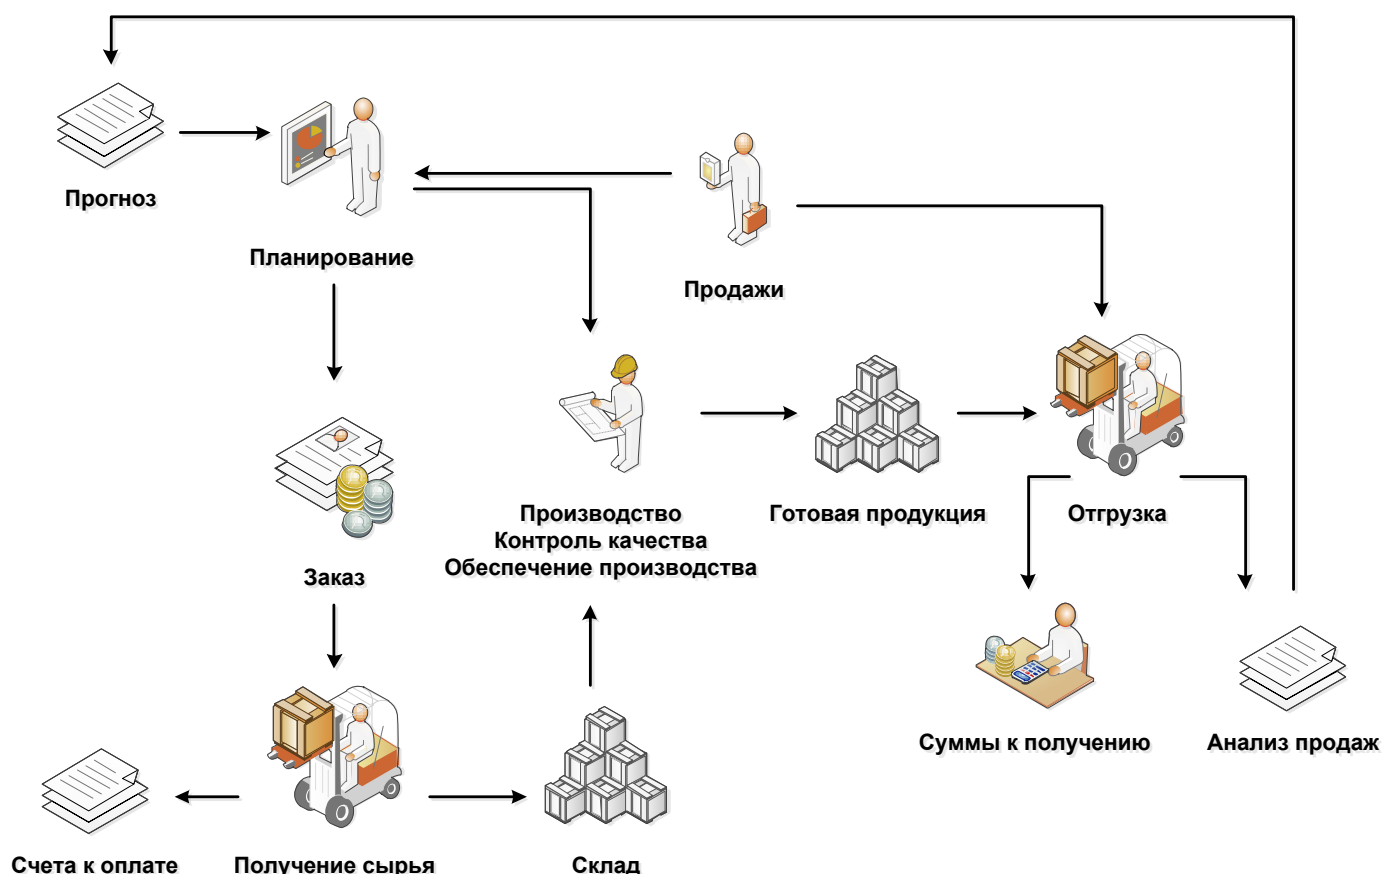 Прогноз
Планирование
Продажи
Заказ
Производство
Контроль качества
Обеспечение производства
Готовая продукция
Отгрузка
Суммы к получению
Анализ продаж
Счета к оплате
Получение сырья
Склад